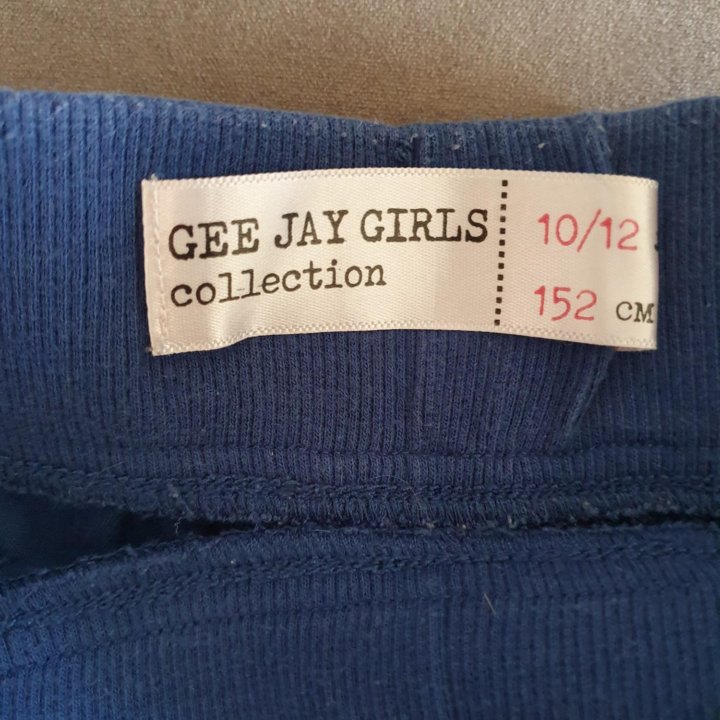 GEE JAY GIRLS
collection
10/12
152 CM